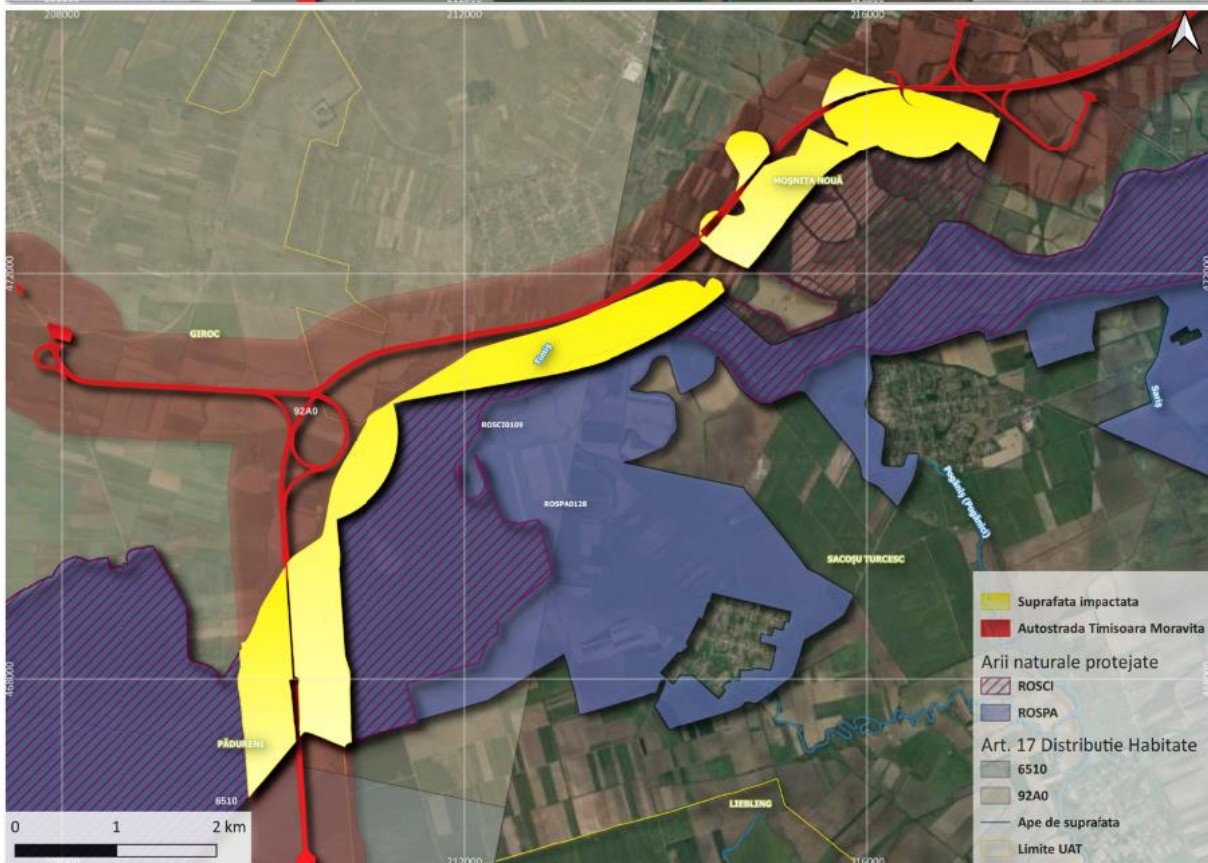 208000
212000
216000
MOȘNIȚA NOUĂ
472000
GIROC
Timiș
92A0
ROSCI0109
Suriș
ROSPA0128
Pogăniș (Pogănici)
SACOȘU TURCESC
Suprafata impactata
Autostrada Timisoara Moravita
Arii naturale protejate
ROSCI
ROSPA
468000
PĂDURENI
Art. 17 Distributie Habitate
6510
6510
92A0
LIEBLING
Ape de suprafata
0 1 2 km
Limite UAT
212000
216000